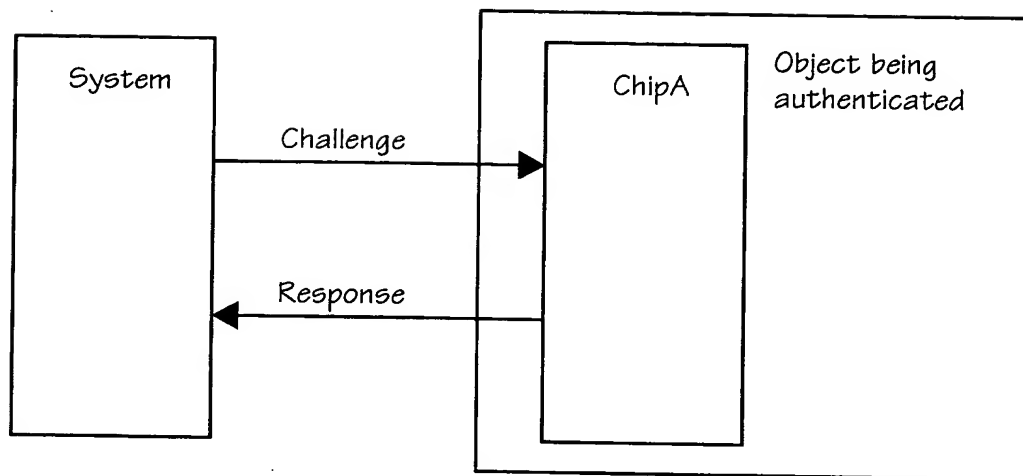 System
ChipA
Object being
authenticated
Challenge
Response